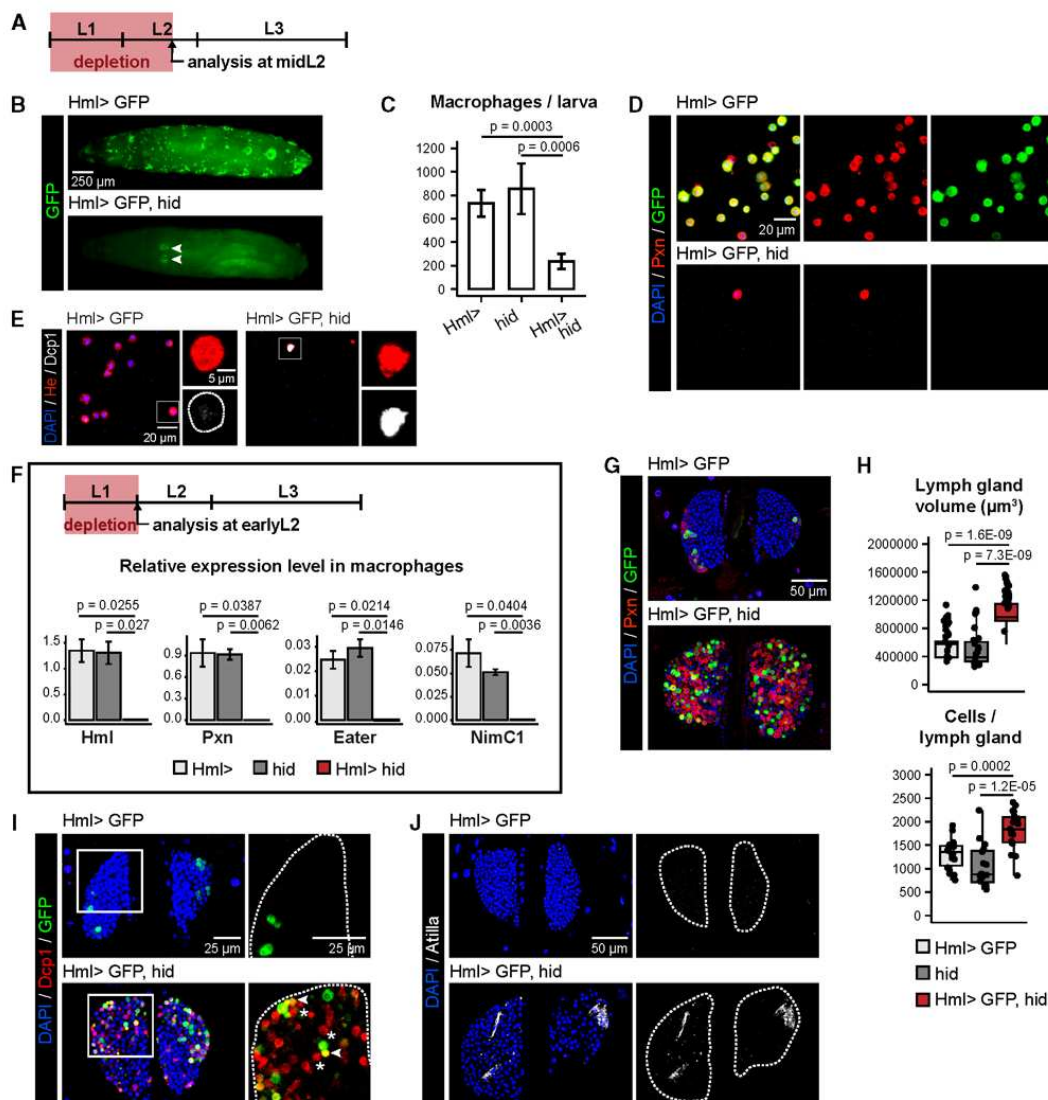 A
L1 L2 L3
depletion analysis at midL2
B
Hml> GFP
GFP
250 µm
Hml> GFP, hid
C
Macrophages / larva
p = 0.0003
p = 0.0006
1200
1000
800
600
400
200
0
Hml>
hid
Hml> hid
D
Hml> GFP
DAPI / Pxn / GFP
20 µm
Hml> GFP, hid
E
Hml> GFP
Hml> GFP, hid
DAPI / He / Dcp1
5 µm
20 µm
F
L1 L2 L3
depletion analysis at earlyL2
Relative expression level in macrophages
p = 0.0255
p = 0.027
1.5
1.0
0.5
0.0
Hml
p = 0.0387
p = 0.0062
0.9
0.6
0.3
0.0
Pxn
p = 0.0214
p = 0.0146
0.03
0.02
0.01
0.00
Eater
p = 0.0404
p = 0.0036
0.075
0.050
0.025
0.000
NimC1
Hml> hid Hml> hid
G
Hml> GFP
DAPI / Pxn / GFP
50 µm
Hml> GFP, hid
H
Lymph gland
volume (µm³)
p = 1.6E-09
p = 7.3E-09
2000000
1600000
1200000
800000
400000
0
Cells /
lymph gland
p = 0.0002
p = 1.2E-05
3000
2500
2000
1500
1000
500
0
Hml> GFP
hid
Hml> GFP, hid
I
Hml> GFP
DAPI / Dcp1 / GFP
25 µm
25 µm
Hml> GFP, hid
*
*
*
J
Hml> GFP
DAPI / Atilla
50 µm
Hml> GFP, hid